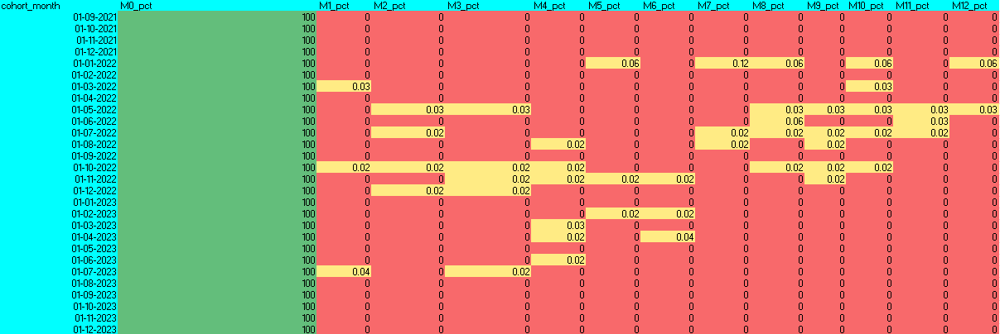 cohort_month M0_pct M1_pct M2_pct M3_pct M4_pct M5_pct M6_pct M7_pct M8_pct M9_pct M10_pct M11_pct M12_pct
01-09-2021 100 0 0 0 0 0 0 0 0 0 0 0 0
01-10-2021 100 0 0 0 0 0 0 0 0 0 0 0 0
01-11-2021 100 0 0 0 0 0 0 0 0 0 0 0 0
01-12-2021 100 0 0 0 0 0 0 0 0 0 0 0 0
01-01-2022 100 0 0 0 0 0.06 0 0.12 0.06 0 0.06 0 0.06
01-02-2022 100 0 0 0 0 0 0 0 0 0 0 0 0
01-03-2022 100 0.03 0 0 0 0 0 0 0 0 0.03 0 0
01-04-2022 100 0 0 0 0 0 0 0 0 0 0 0 0
01-05-2022 100 0 0.03 0.03 0 0 0 0 0.03 0.03 0.03 0.03 0.03
01-06-2022 100 0 0 0 0 0 0 0 0.06 0 0 0.03 0
01-07-2022 100 0 0.02 0 0 0 0 0.02 0.02 0.02 0.02 0.02 0
01-08-2022 100 0 0 0 0.02 0 0 0.02 0 0.02 0 0 0
01-09-2022 100 0 0 0 0 0 0 0 0 0 0 0 0
01-10-2022 100 0.02 0.02 0.02 0.02 0 0 0 0.02 0.02 0.02 0 0
01-11-2022 100 0 0 0.02 0.02 0.02 0.02 0 0 0.02 0 0 0
01-12-2022 100 0 0.02 0.02 0 0 0 0 0 0 0 0 0
01-01-2023 100 0 0 0 0 0 0 0 0 0 0 0 0
01-02-2023 100 0 0 0 0 0.02 0.02 0 0 0 0 0 0
01-03-2023 100 0 0 0 0.03 0 0 0 0 0 0 0 0
01-04-2023 100 0 0 0 0.02 0 0.04 0 0 0 0 0 0
01-05-2023 100 0 0 0 0 0 0 0 0 0 0 0 0
01-06-2023 100 0 0 0 0.02 0 0 0 0 0 0 0 0
01-07-2023 100 0.04 0 0.02 0 0 0 0 0 0 0 0 0
01-08-2023 100 0 0 0 0 0 0 0 0 0 0 0 0
01-09-2023 100 0 0 0 0 0 0 0 0 0 0 0 0
01-10-2023 100 0 0 0 0 0 0 0 0 0 0 0 0
01-11-2023 100 0 0 0 0 0 0 0 0 0 0 0 0
01-12-2023 100 0 0 0 0 0 0 0 0 0 0 0 0